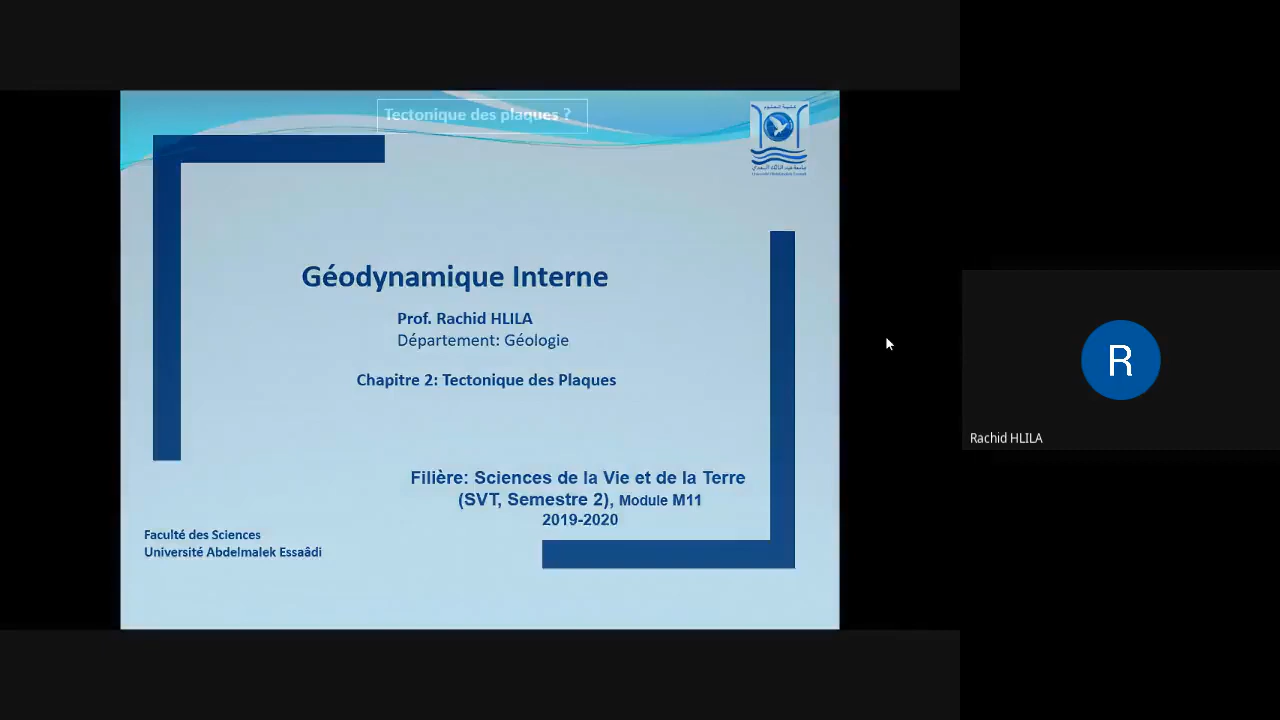 Tectonique des plaques ?
كلية العلوم
Géodynamique Interne
Prof. Rachid HLILA
Département: Géologie
Chapitre 2: Tectonique des Plaques
Filière: Sciences de la Vie et de la Terre
(SVT, Semestre 2), Module M11
2019-2020
Faculté des Sciences
Université Abdelmalek Essaâdi
R
Rachid HLILA